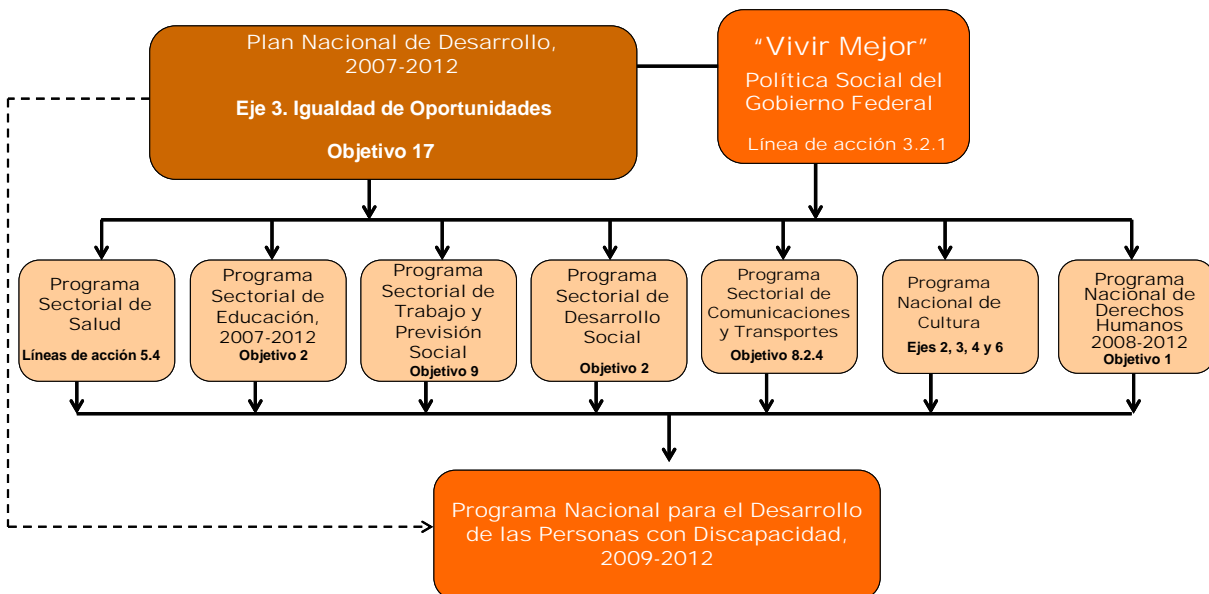 Plan Nacional de Desarrollo,
2007-2012
Eje 3. Igualdad de Oportunidades
Objetivo 17
"Vivir Mejor"
Política Social del
Gobierno Federal
Línea de acción 3.2.1
Programa
Sectorial de
Salud
Líneas de acción 5.4
Programa
Sectorial de
Educación,
2007-2012
Objetivo 2
Programa
Sectorial de
Trabajo y
Previsión
Social
Objetivo 9
Programa
Sectorial de
Desarrollo
Social
Objetivo 2
Programa
Sectorial de
Comunicaciones
y Transportes
Objetivo 8.2.4
Programa
Nacional de
Cultura
Ejes 2, 3, 4 y 6
Programa
Nacional de
Derechos
Humanos
2008-2012
Objetivo 1
Programa Nacional para el Desarrollo
de las Personas con Discapacidad,
2009-2012